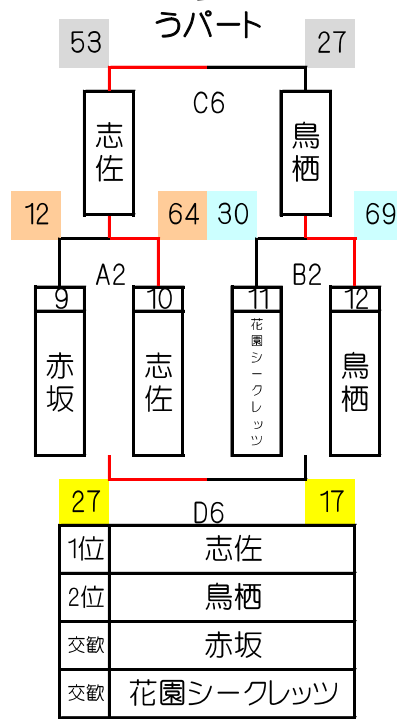 うパート
53 27
C6
志佐 鳥栖
12 64 30 69
A2 B2
9 10 11 12
赤坂 志佐 花園シークレッツ 鳥栖
27 17
D6
1位 志佐
2位 鳥栖
交歓 赤坂
交歓 花園シークレッツ